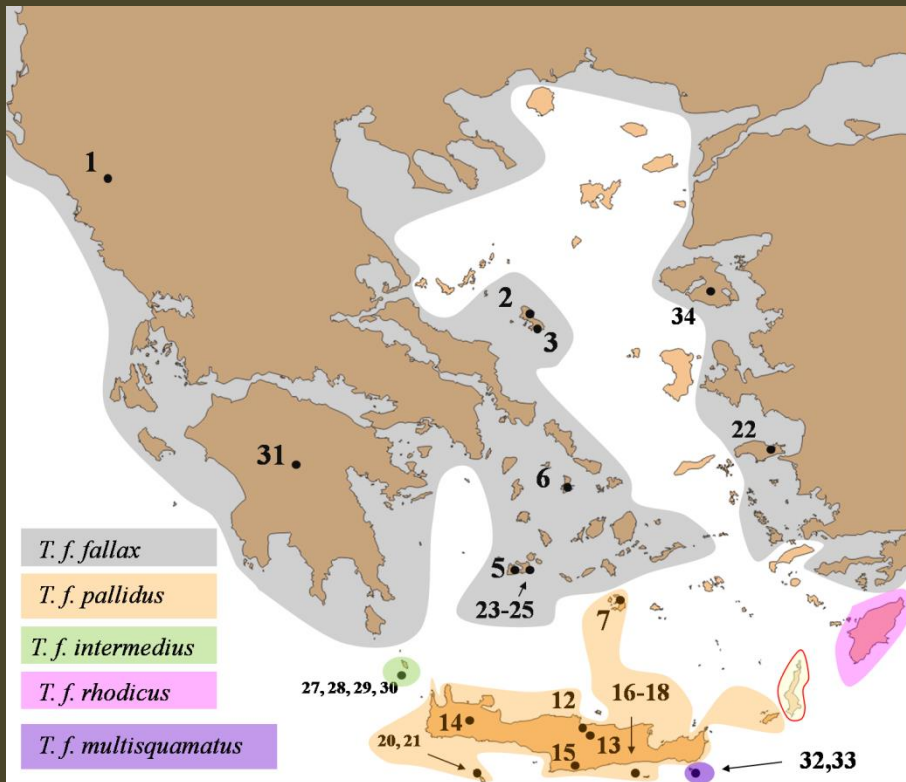 1
2
3
34
22
31
6
5
23-25
7
T. f. fallax
T. f. pallidus
T. f. intermedius
T. f. rhodicus
T. f. multisquamatus
27, 28, 29, 30
12
16-18
14
13
20, 21
15
32,33